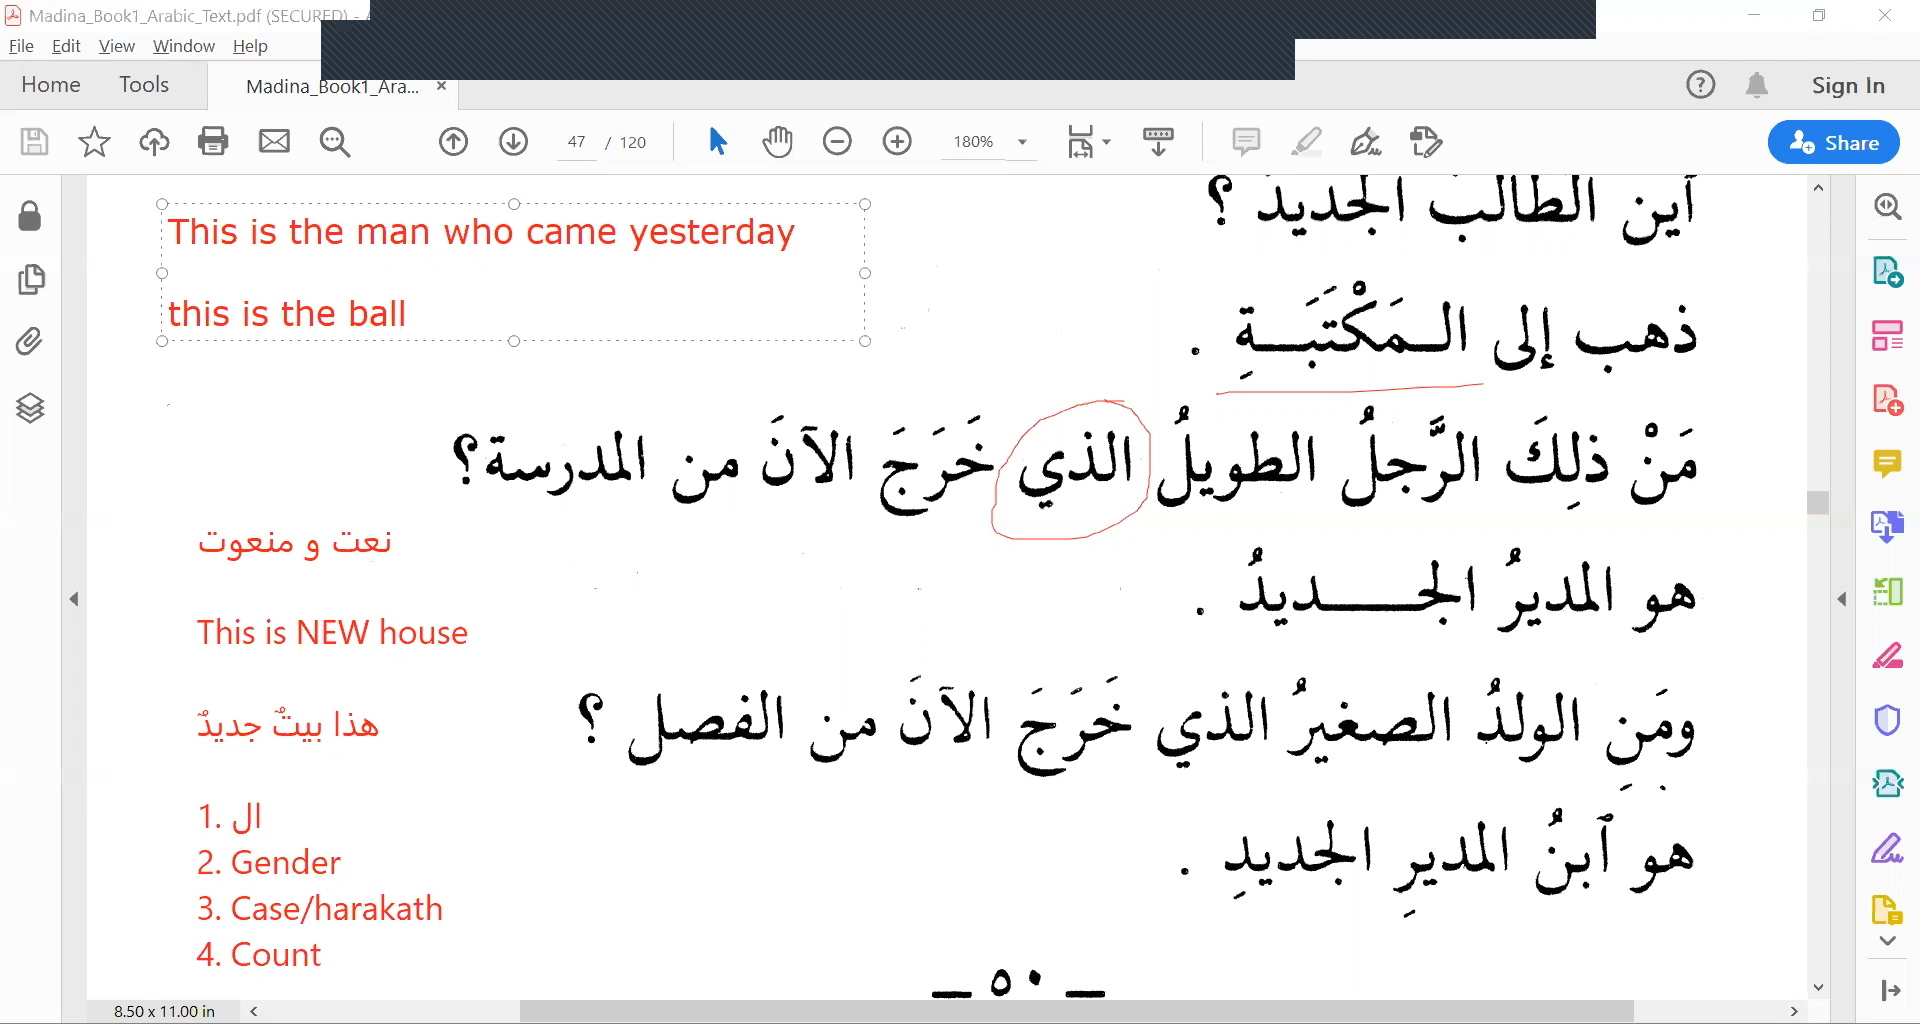 Madina_Book1_Arabic_Text.pdf (SECURED) -
File Edit View Window Help
Home Tools Madina_Book1_Ara... ×
Sign In
47 / 120
180%
Share
This is the man who came yesterday
this is the ball
أين الطالبُ الجديدُ ؟
ذهب إلى الـمَكْتَبَـةِ .
مَنْ ذلِكَ الرَّجلُ الطويلُ الذي خَرَجَ الآنَ من المدرسة؟
نعت و منعوت
هو المديرُ الجـديدُ .
This is NEW house
ومَنِ الولدُ الصغيرُ الذي خَرَجَ الآنَ من الفصل ؟
هذا بيتٌ جديدٌ
1. ال
2. Gender
3. Case/harakath
4. Count
هو ٱبنُ المديرِ الجديدِ .
– ٥٠ –
8.50 x 11.00 in